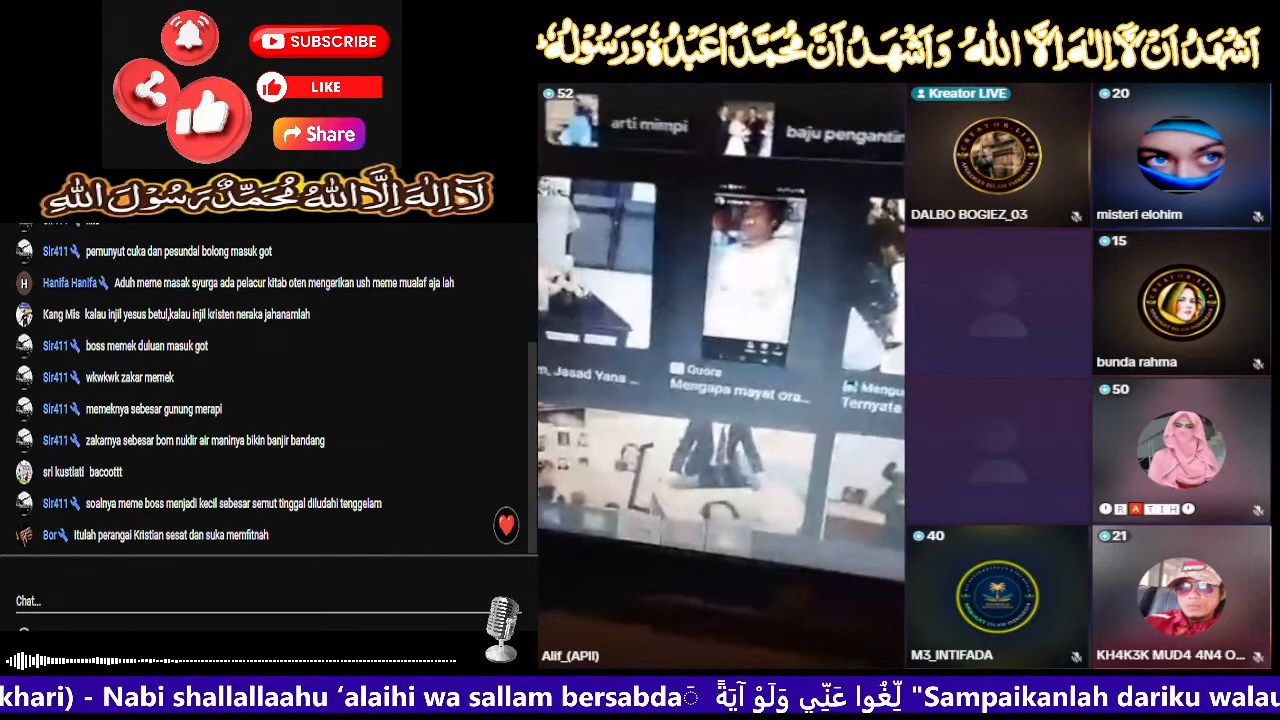 SUBSCRIBE
LIKE
Share
لَا اِلٰهَ اِلَّا اللّٰهُ مُحَمَّدٌ رَسُوْلُ اللّٰهِ
Sir411 pemunyut cuka dan pesundal bolong masuk got
H Hanifa Hanifa Aduh meme masak syurga ada pelacur kitab oten mengerikan ush meme mualaf aja lah
Kang Mis kalau injil yesus betul,kalau injil kristen neraka jahanamlah
Sir411 boss memek duluan masuk got
Sir411 wkwkwk zakar memek
Sir411 memeknya sebesar gunung merapi
Sir411 zakarnya sebesar bom nuklir air maninya bikin banjir bandang
sri kustiati bacoottt
Sir411 soalnya meme boss menjadi kecil sebesar semut tinggal diludahi tenggelam
Bor Itulah perangai Kristian sesat dan suka memfitnah
Chat...
اَشْهَدُ اَنْ لَّا اِلٰهَ اِلَّا اللّٰهُ وَاَشْهَدُ اَنَّ مُحَمَّدًا عَبْدُهٗ وَرَسُوْلُهٗ
52
arti mimpi
baju pengantin
n, Jasad Yana ...
Quora
Mengapa mayat ora...
Mengu
Ternyata
Alif_(APII)
Kreator LIVE
DALBO BOGIEZ_03
20
misteri elohim
15
bunda rahma
50
RATIH
40
M3_INTIFADA
21
KH4K3K MUD4 4N4 O...
khari) - Nabi shallallaahu ‘alaihi wa sallam bersabda لِّغُوا عَنِّي وَلَوْ آيَةً "Sampaikanlah dariku walau